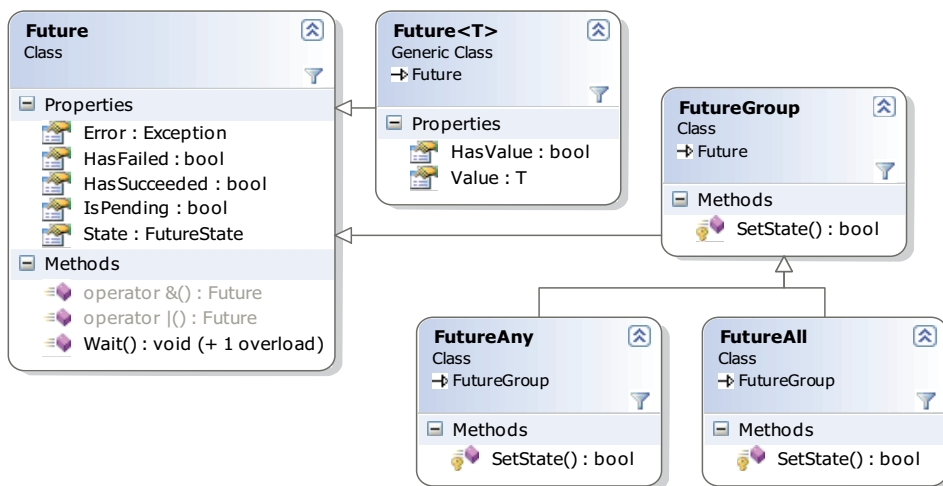 Future
Class
Properties
Error : Exception
HasFailed : bool
HasSucceeded : bool
IsPending : bool
State : FutureState
Methods
operator &() : Future
operator |() : Future
Wait() : void (+ 1 overload)
Future<T>
Generic Class
Future
Properties
HasValue : bool
Value : T
FutureGroup
Class
Future
Methods
SetState() : bool
FutureAny
Class
FutureGroup
Methods
SetState() : bool
FutureAll
Class
FutureGroup
Methods
SetState() : bool